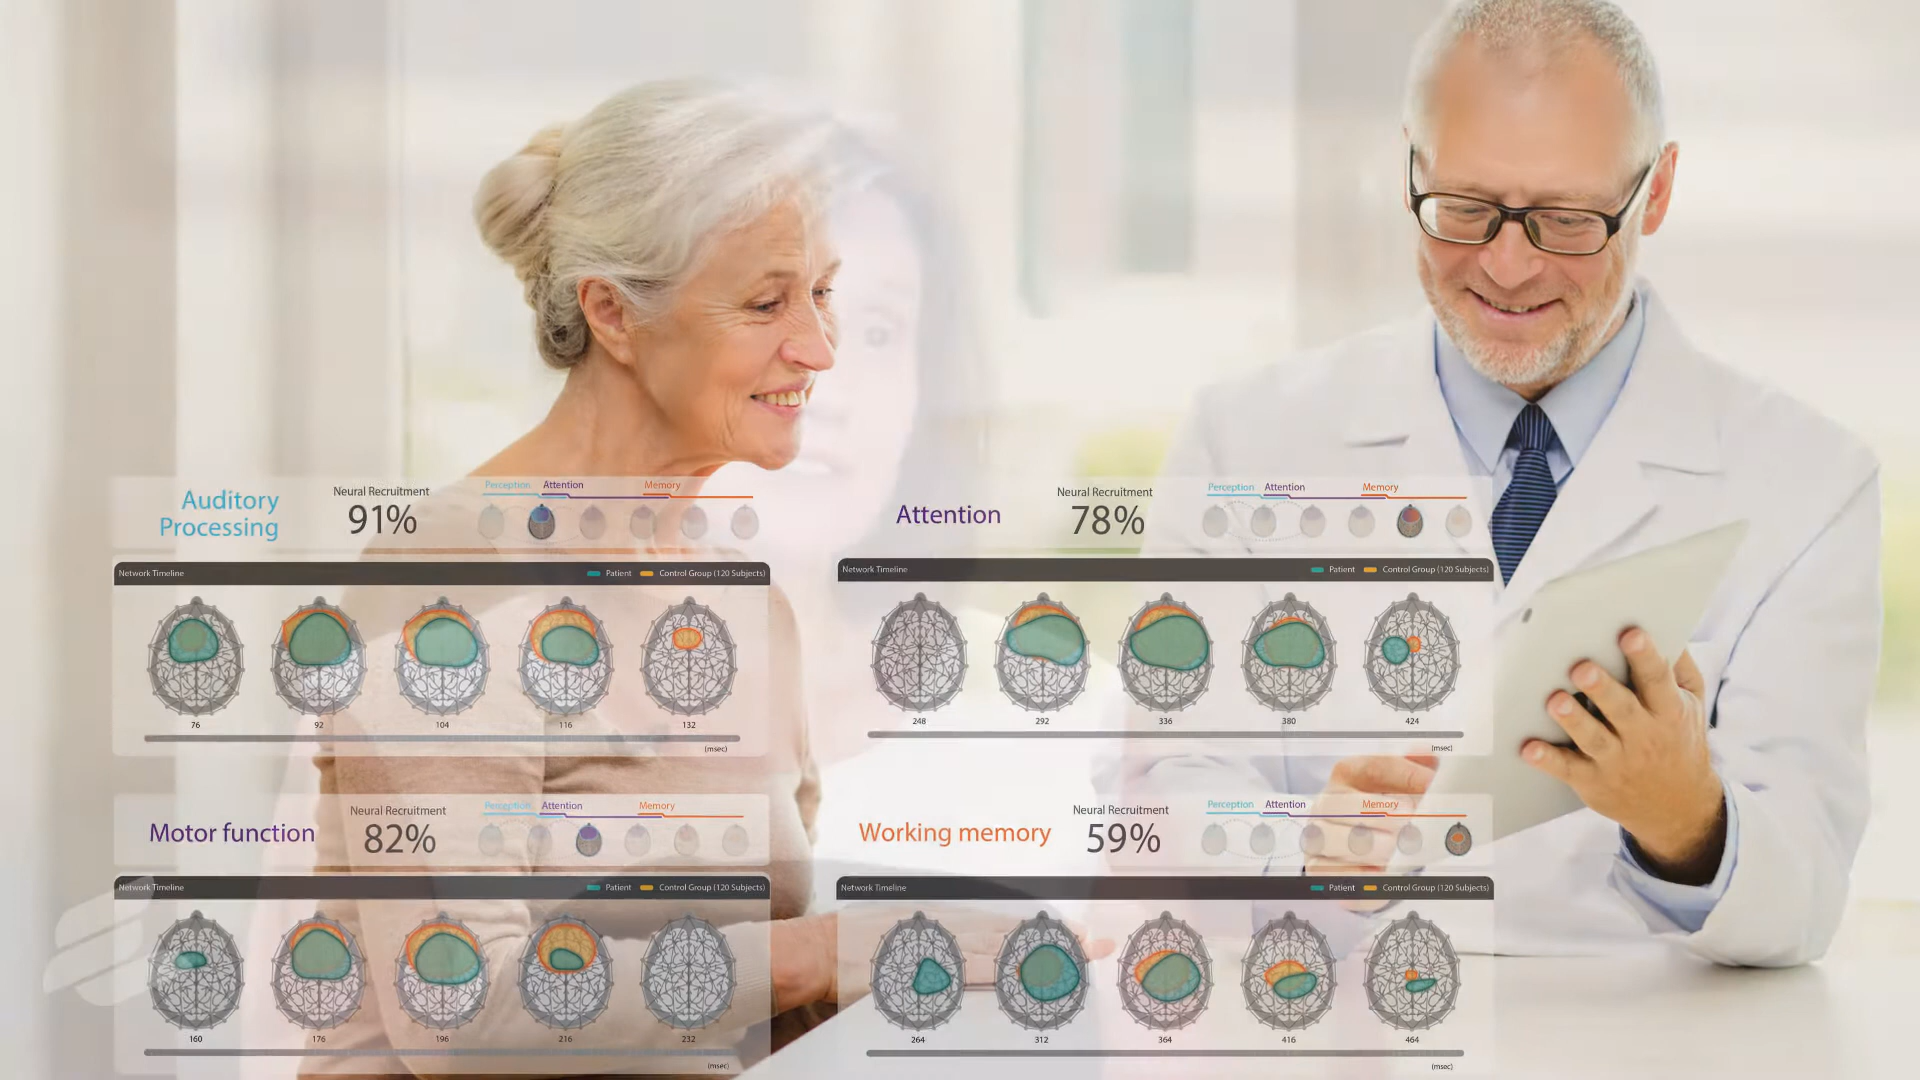 Auditory
Processing
Neural Recruitment
91%
Perception Attention Memory
Network Timeline
Patient Control Group (120 Subjects)
76 92 104 116 132
(msec)
Attention
Neural Recruitment
78%
Perception Attention Memory
Network Timeline
Patient Control Group (120 Subjects)
248 292 336 380 424
(msec)
Motor function
Neural Recruitment
82%
Perception Attention Memory
Network Timeline
Patient Control Group (120 Subjects)
160 176 196 216 232
(msec)
Working memory
Neural Recruitment
59%
Perception Attention Memory
Network Timeline
Patient Control Group (120 Subjects)
264 312 364 416 464
(msec)